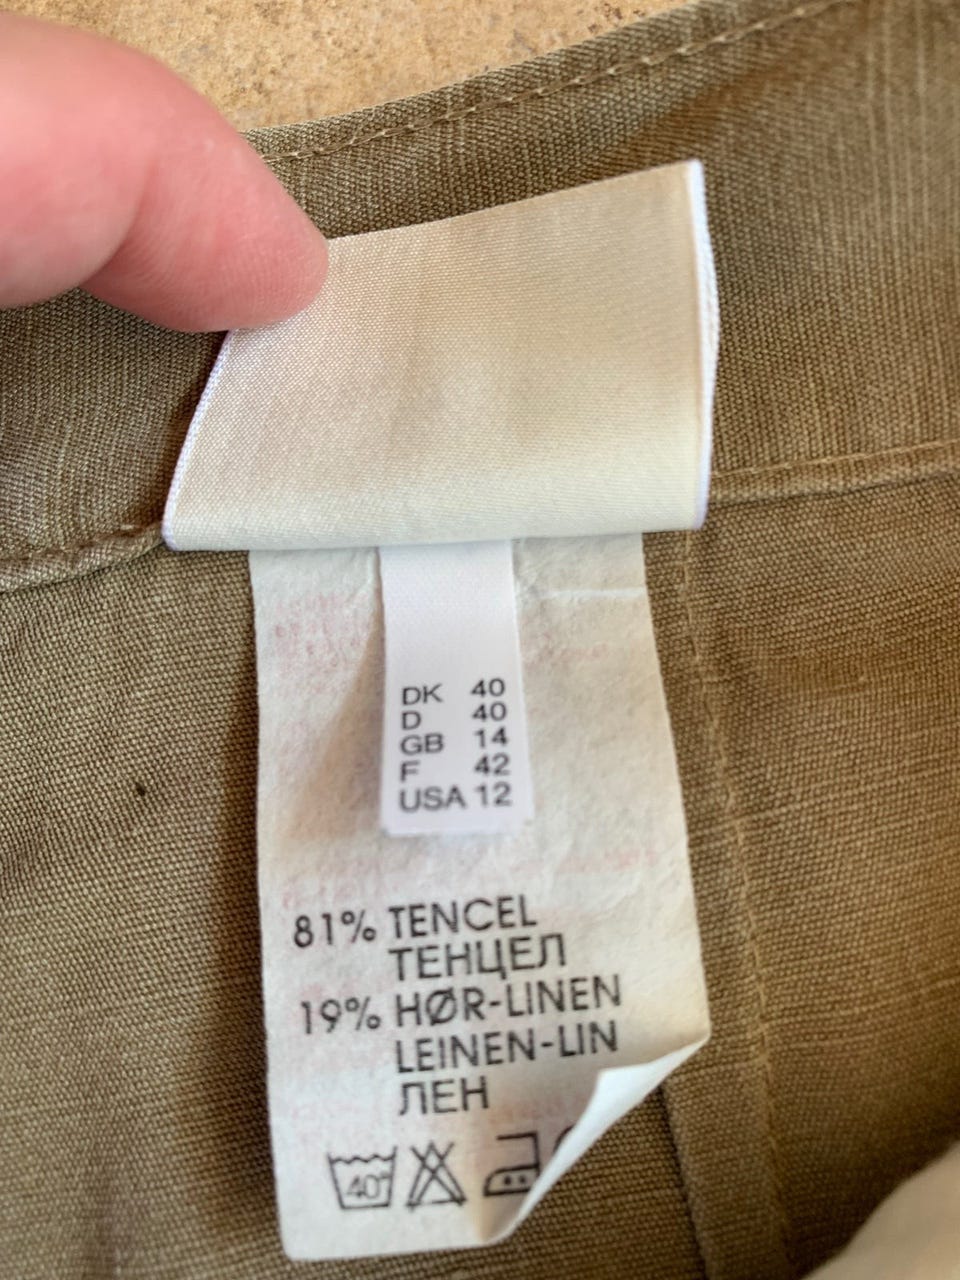 DK 40
D 40
GB 14
F 42
USA 12
81% TENCEL
ТЕНЦЕЛ
19% HØR-LINEN
LEINEN-LIN
ЛЕН
40°